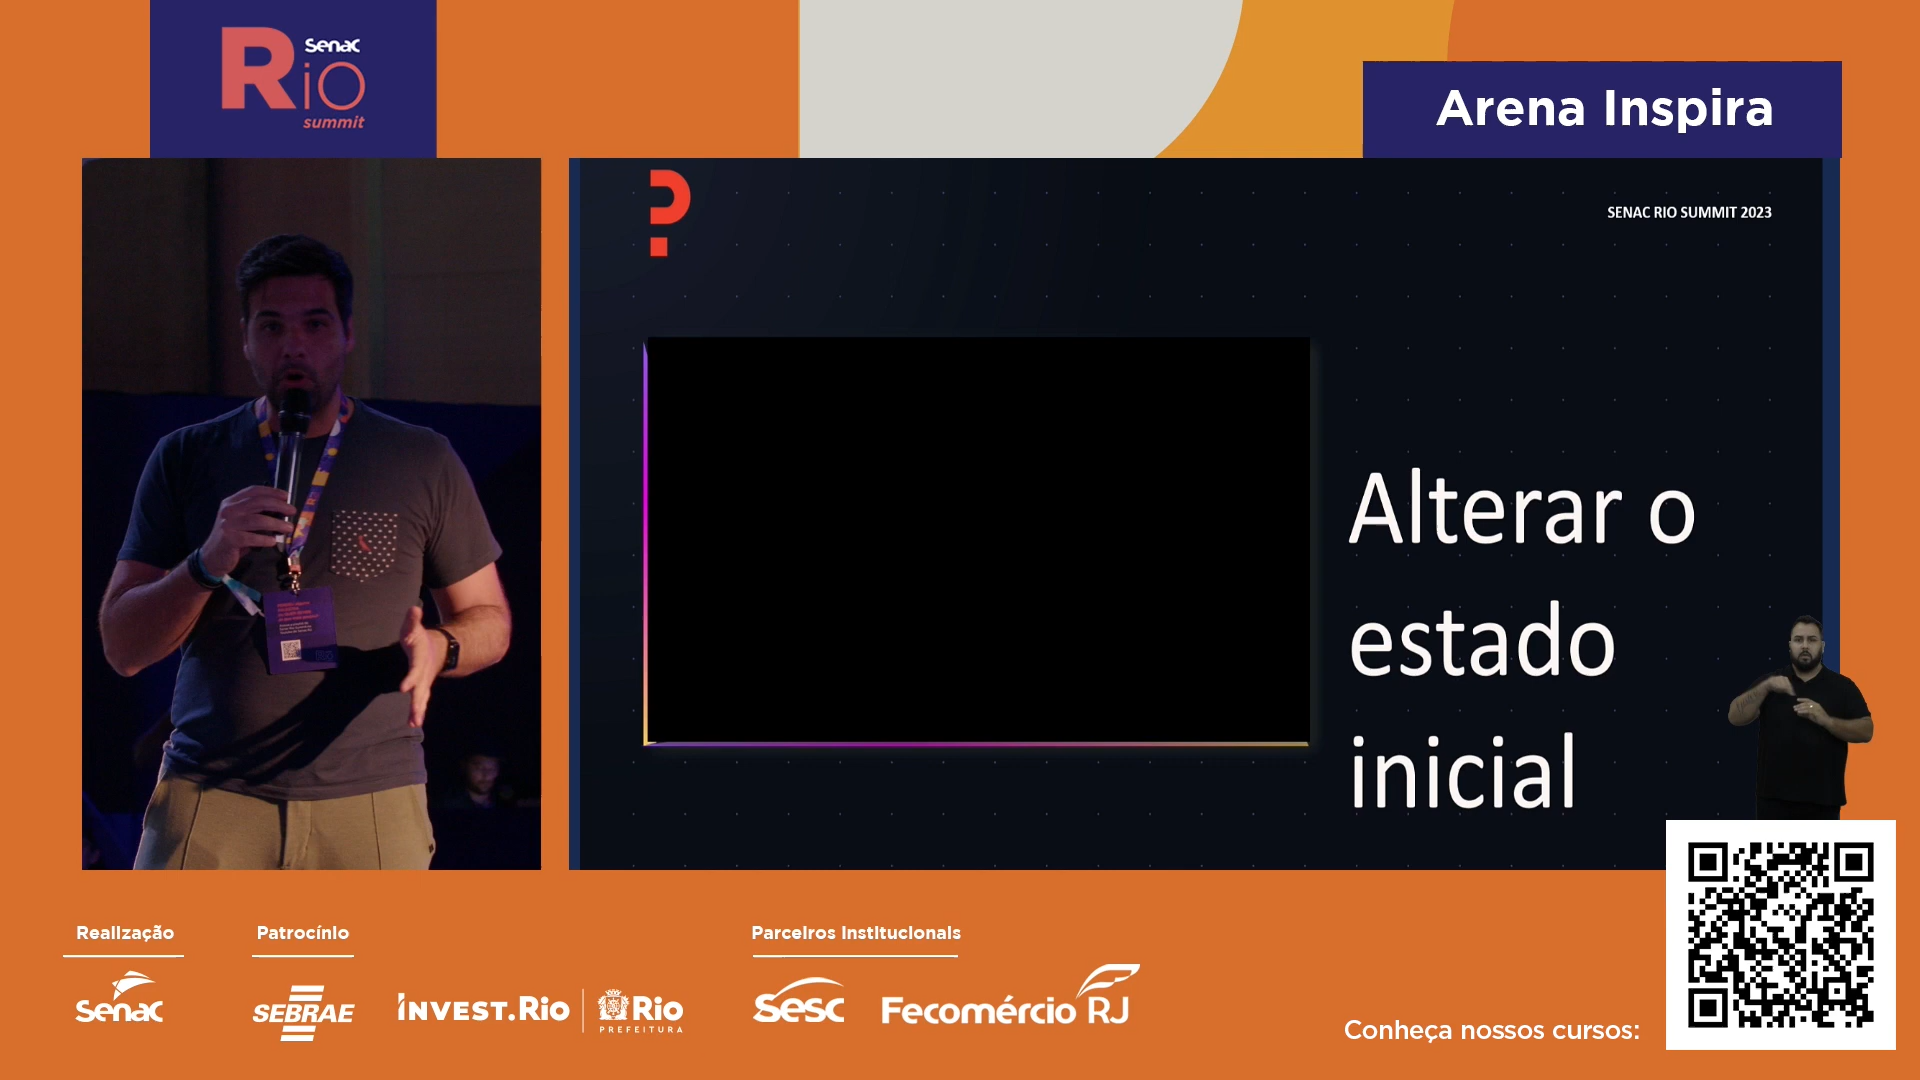 R
Senac
iO
summit
Arena Inspira
SENAC RIO SUMMIT 2023
Alterar o
estado
inicial
Realização
Patrocínio
Parceiros Institucionais
Senac
SEBRAE
INVEST.Rio
Rio
PREFEITURA
Sesc
Fecomércio RJ
Conheça nossos cursos: